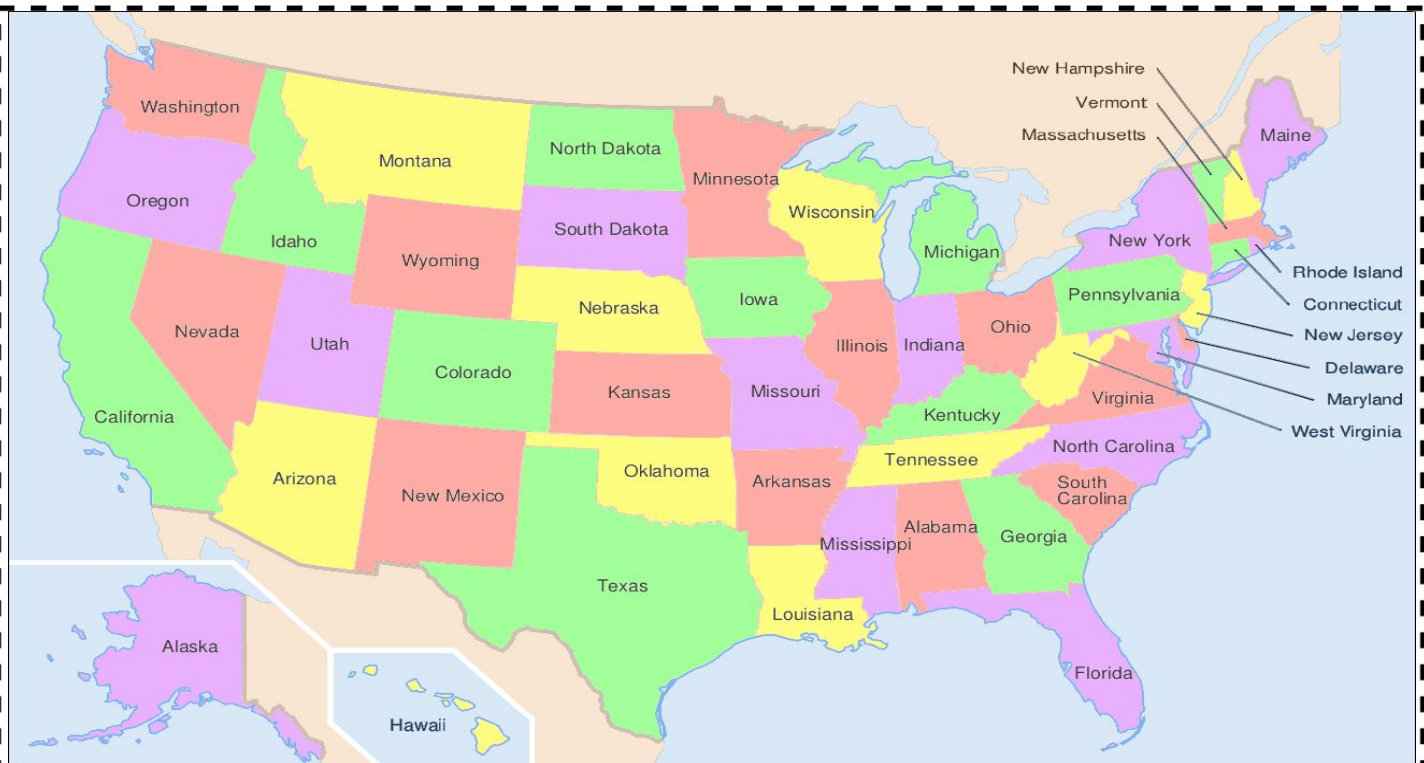 New Hampshire
Vermont
Massachusetts
Washington
Maine
North Dakota
Montana
Minnesota
Oregon
Wisconsin
South Dakota
Idaho
New York
Michigan
Wyoming
Rhode Island
Pennsylvania
Iowa
Connecticut
Nebraska
Ohio
Nevada
New Jersey
Utah
Illinois
Indiana
Delaware
Colorado
Missouri
Kansas
Virginia
Maryland
California
Kentucky
West Virginia
North Carolina
Tennessee
Oklahoma
Arizona
Arkansas
South
Carolina
New Mexico
Alabama
Georgia
Mississippi
Texas
Louisiana
Alaska
Florida
Hawaii